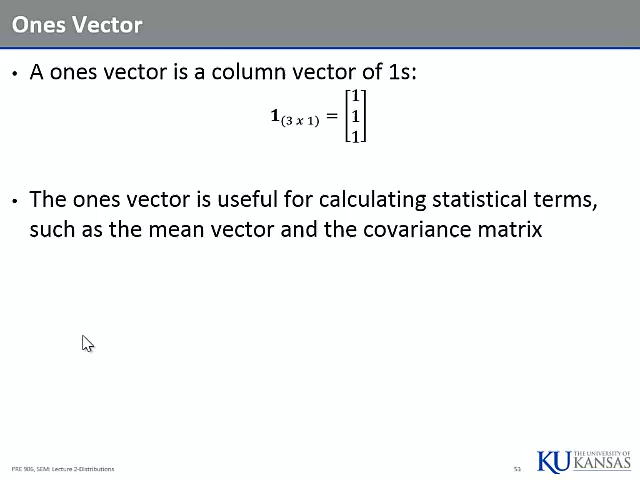 Ones Vector
• A ones vector is a column vector of 1s:
𝟏(3 x 1) = [1
1
1]
• The ones vector is useful for calculating statistical terms,
such as the mean vector and the covariance matrix
PRE 906, SEM: Lecture 2-Distributions
53
KU THE UNIVERSITY OF
KANSAS